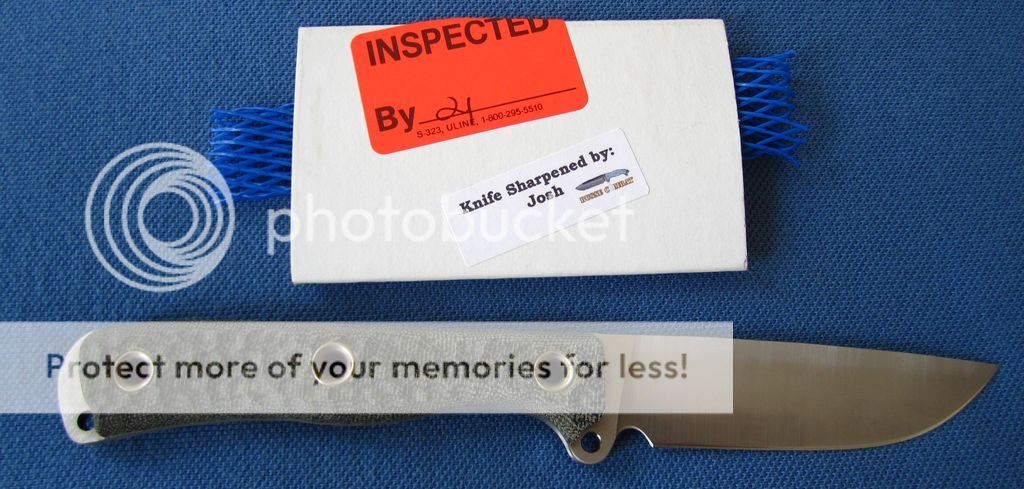 INSPECTED
By 24
S-323, ULINE, 1-800-295-5510
Knife Sharpened by:
Josh
photobucket
Protect more of your memories for less!